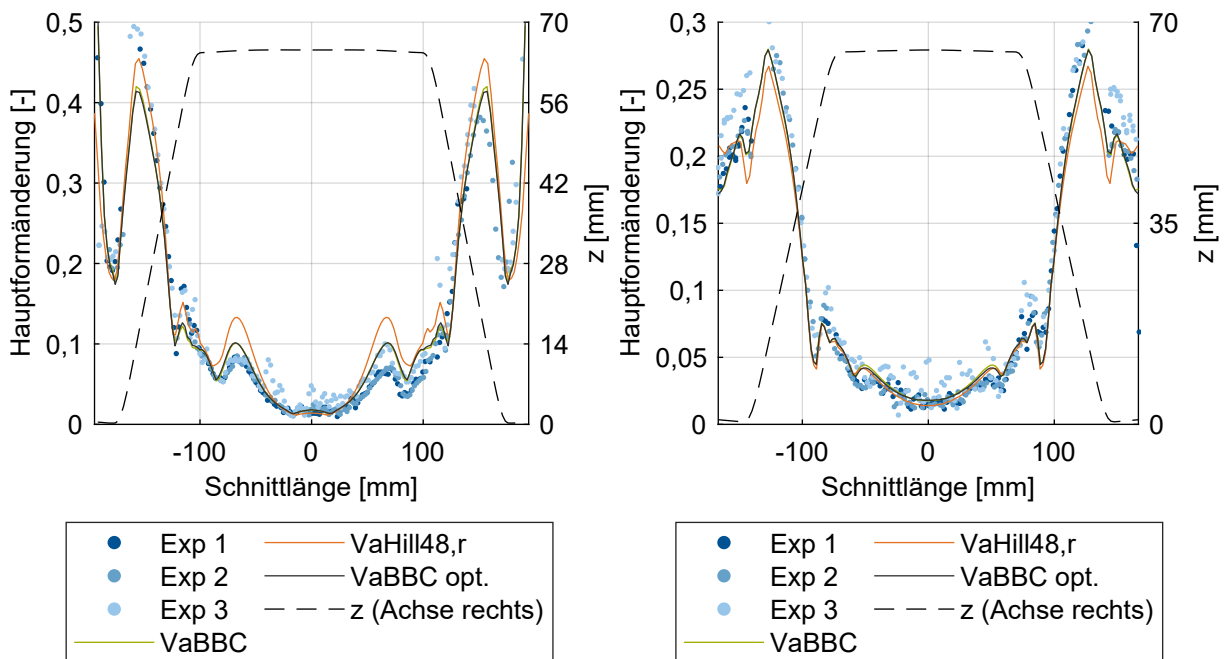 0,5
0,4
0,3
0,2
0,1
0
Hauptformänderung [-]
70
56
42
28
14
0
z [mm]
-100 0 100
Schnittlänge [mm]
Exp 1 VaHill48,r
Exp 2 VaBBC opt.
Exp 3 z (Achse rechts)
VaBBC
0,3
0,25
0,2
0,15
0,1
0,05
0
Hauptformänderung [-]
70
35
0
z [mm]
-100 0 100
Schnittlänge [mm]
Exp 1 VaHill48,r
Exp 2 VaBBC opt.
Exp 3 z (Achse rechts)
VaBBC